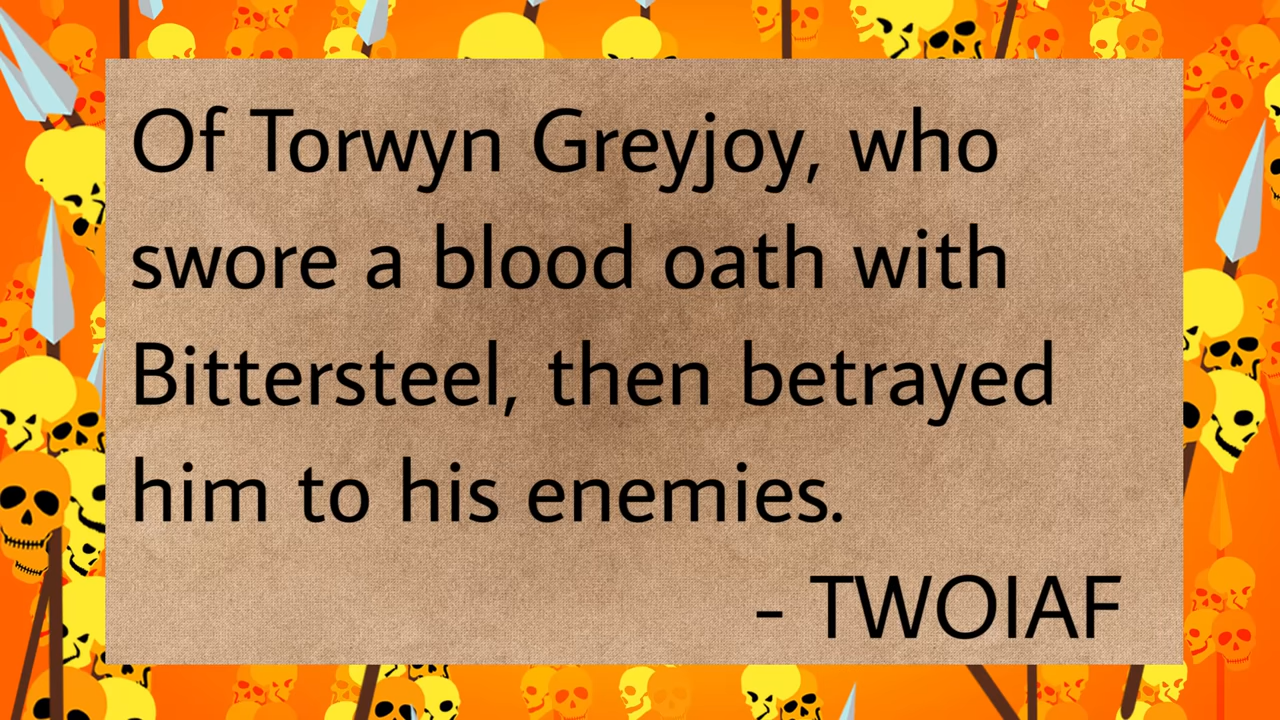 Of Torwyn Greyjoy, who
swore a blood oath with
Bittersteel, then betrayed
him to his enemies.
- TWOIAF